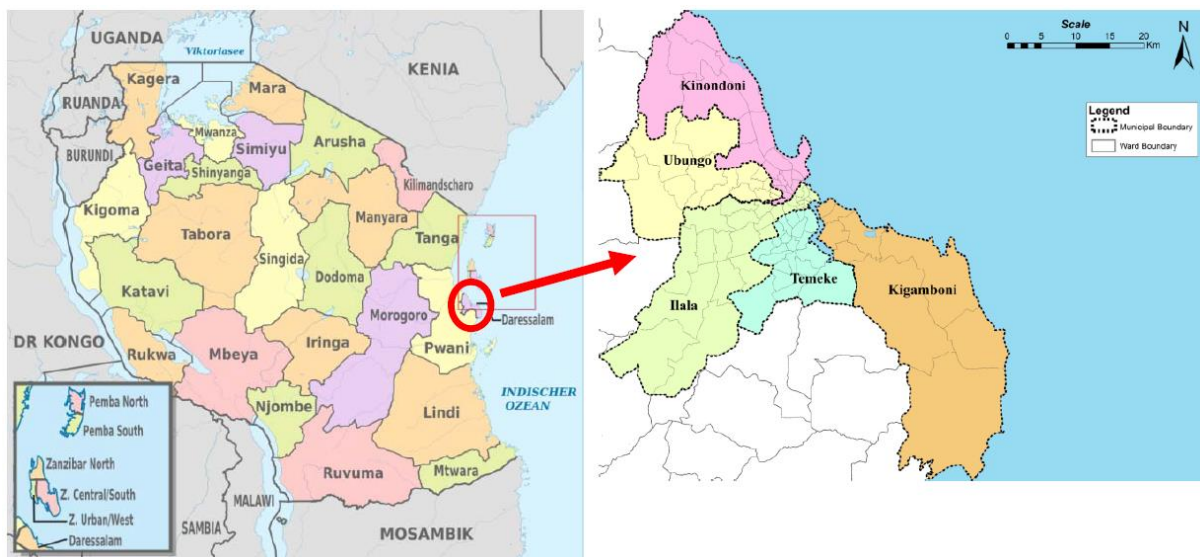 UGANDA
Viktoriasee
KENIA
Kagera
RUANDA
Mara
Mwanza
BURUNDI
Geita
Simiyu
Arusha
Shinyanga
Kilimandscharo
Kigoma
Manyara
Tabora
Tanga
Singida
Dodoma
Katavi
Morogoro
Daressalam
DR KONGO
Rukwa
Mbeya
Iringa
Pwani
INDISCHER
OZEAN
Njombe
Lindi
Ruvuma
Mtwara
MALAWI
SAMBIA
MOSAMBIK
Pemba North
Pemba South
Zanzibar North
Z. Central/South
Z. Urban/West
Daressalam
Scale
0 5 10 15 20
Km
N
Legend
Municipal Boundary
Ward Boundary
Kinondoni
Ubungo
Temeke
Kigamboni
Ilala